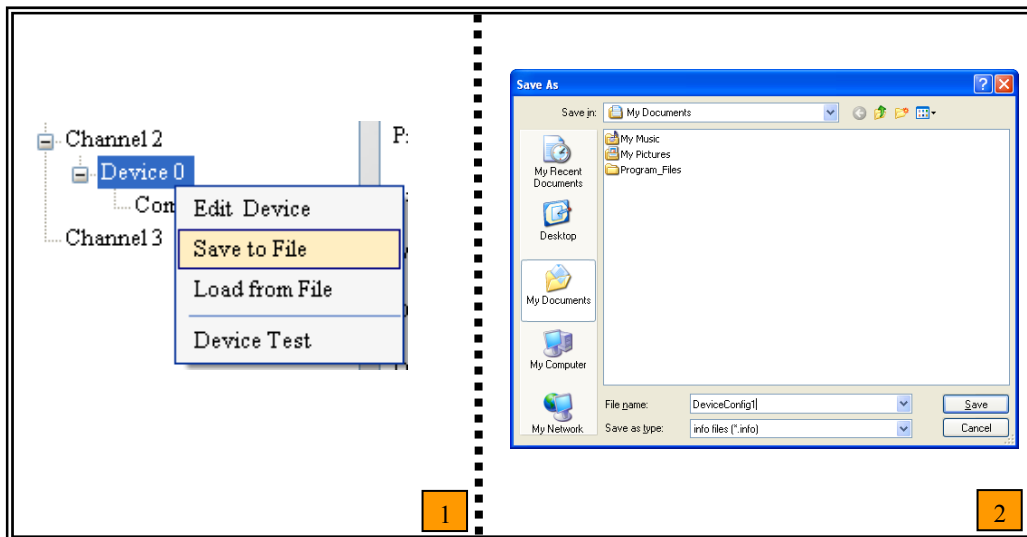 Channel 2
Device 0
Channel 3
Edit Device
Save to File
Load from File
Device Test
1
Save As
Save in:
My Documents
My Recent
Documents
Desktop
My Documents
My Computer
My Network
My Music
My Pictures
Program_Files
File name:
DeviceConfig1
Save
Save as type:
info files (*.info)
Cancel
2